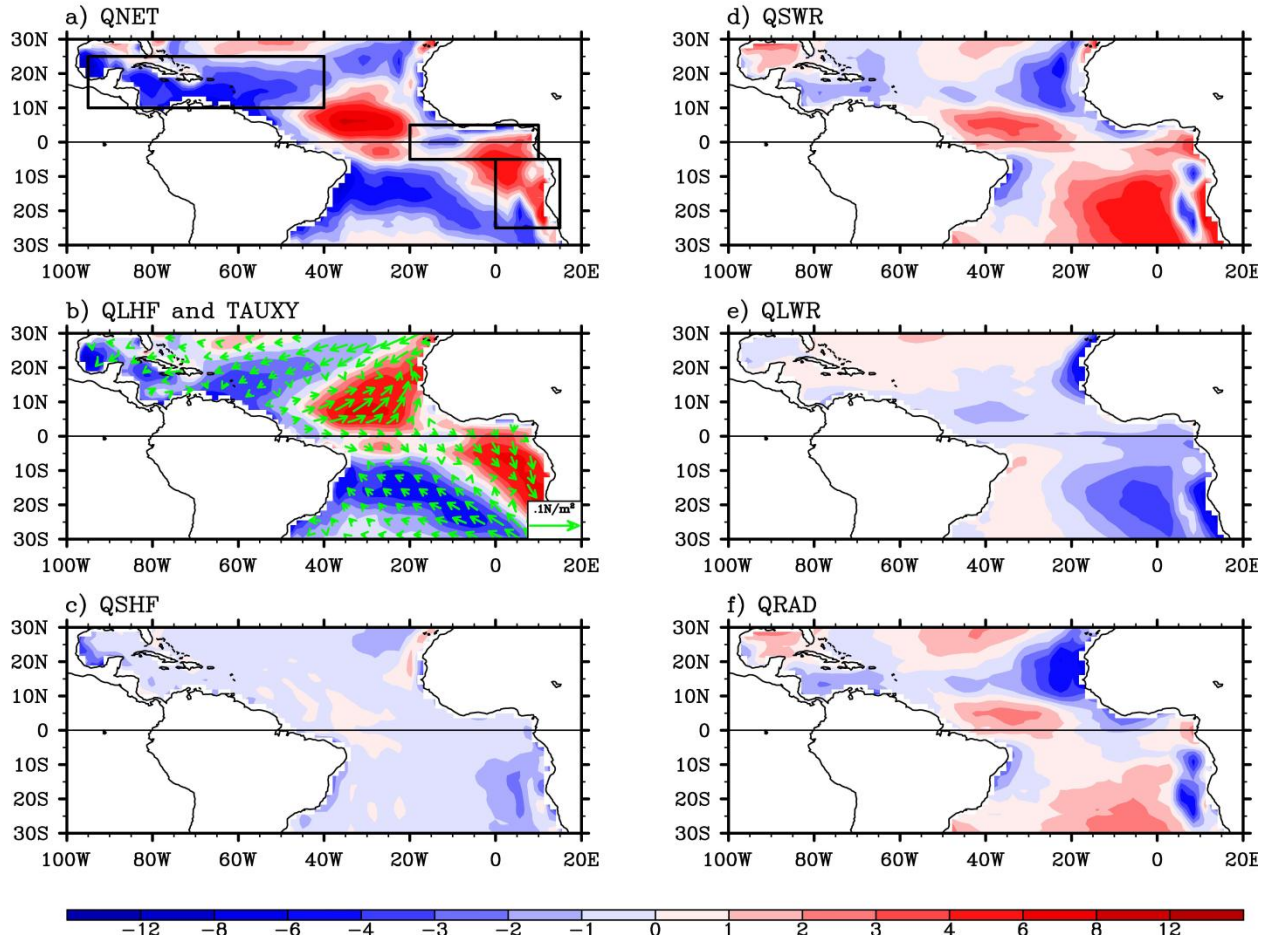 a) QNET
30N
20N
10N
0
10S
20S
30S
100W 80W 60W 40W 20W 0 20E
b) QLHF and TAUXY
30N
20N
10N
0
10S
20S
30S
.1N/m²
100W 80W 60W 40W 20W 0 20E
c) QSHF
30N
20N
10N
0
10S
20S
30S
100W 80W 60W 40W 20W 0 20E
d) QSWR
30N
20N
10N
0
10S
20S
30S
100W 80W 60W 40W 20W 0 20E
e) QLWR
30N
20N
10N
0
10S
20S
30S
100W 80W 60W 40W 20W 0 20E
f) QRAD
30N
20N
10N
0
10S
20S
30S
100W 80W 60W 40W 20W 0 20E
-12 -8 -6 -4 -3 -2 -1 0 1 2 3 4 6 8 12